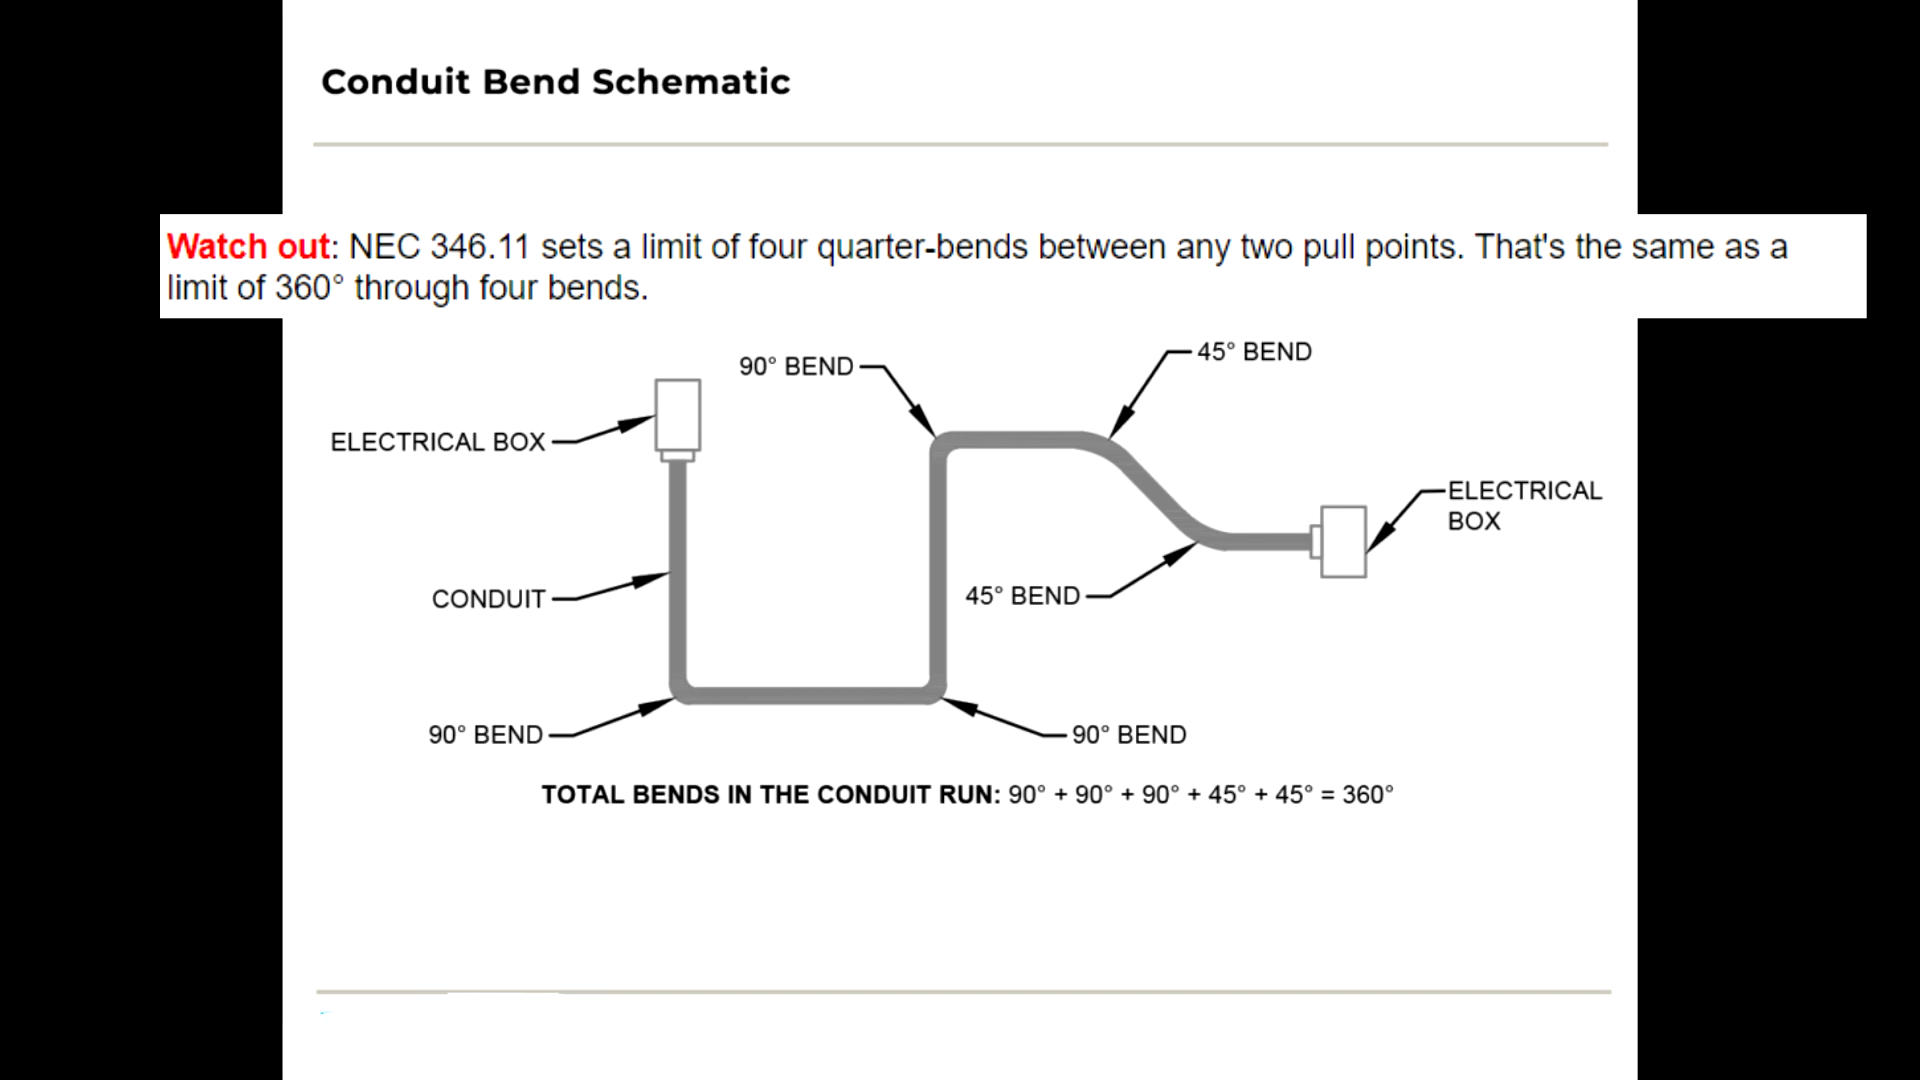 Conduit Bend Schematic
Watch out: NEC 346.11 sets a limit of four quarter-bends between any two pull points. That's the same as a
limit of 360° through four bends.
45° BEND
90° BEND
ELECTRICAL BOX
ELECTRICAL
BOX
CONDUIT
45° BEND
90° BEND
90° BEND
TOTAL BENDS IN THE CONDUIT RUN: 90° + 90° + 90° + 45° + 45° = 360°